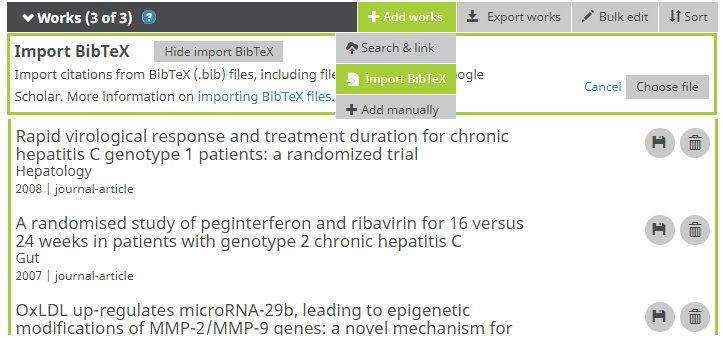 Works (3 of 3) ? + Add works Export works Bulk edit Sort
Import BibTeX Hide import BibTeX
Search & link
Import citations from BibTeX (.bib) files, including file oogle
Import BibTeX
Scholar. More information on importing BibTeX files.
Cancel Choose file
+ Add manually
Rapid virological response and treatment duration for chronic
hepatitis C genotype 1 patients: a randomized trial
Hepatology
2008 | journal-article
A randomised study of peginterferon and ribavirin for 16 versus
24 weeks in patients with genotype 2 chronic hepatitis C
Gut
2007 | journal-article
OxLDL up-regulates microRNA-29b, leading to epigenetic
modifications of MMP-2/MMP-9 genes: a novel mechanism for